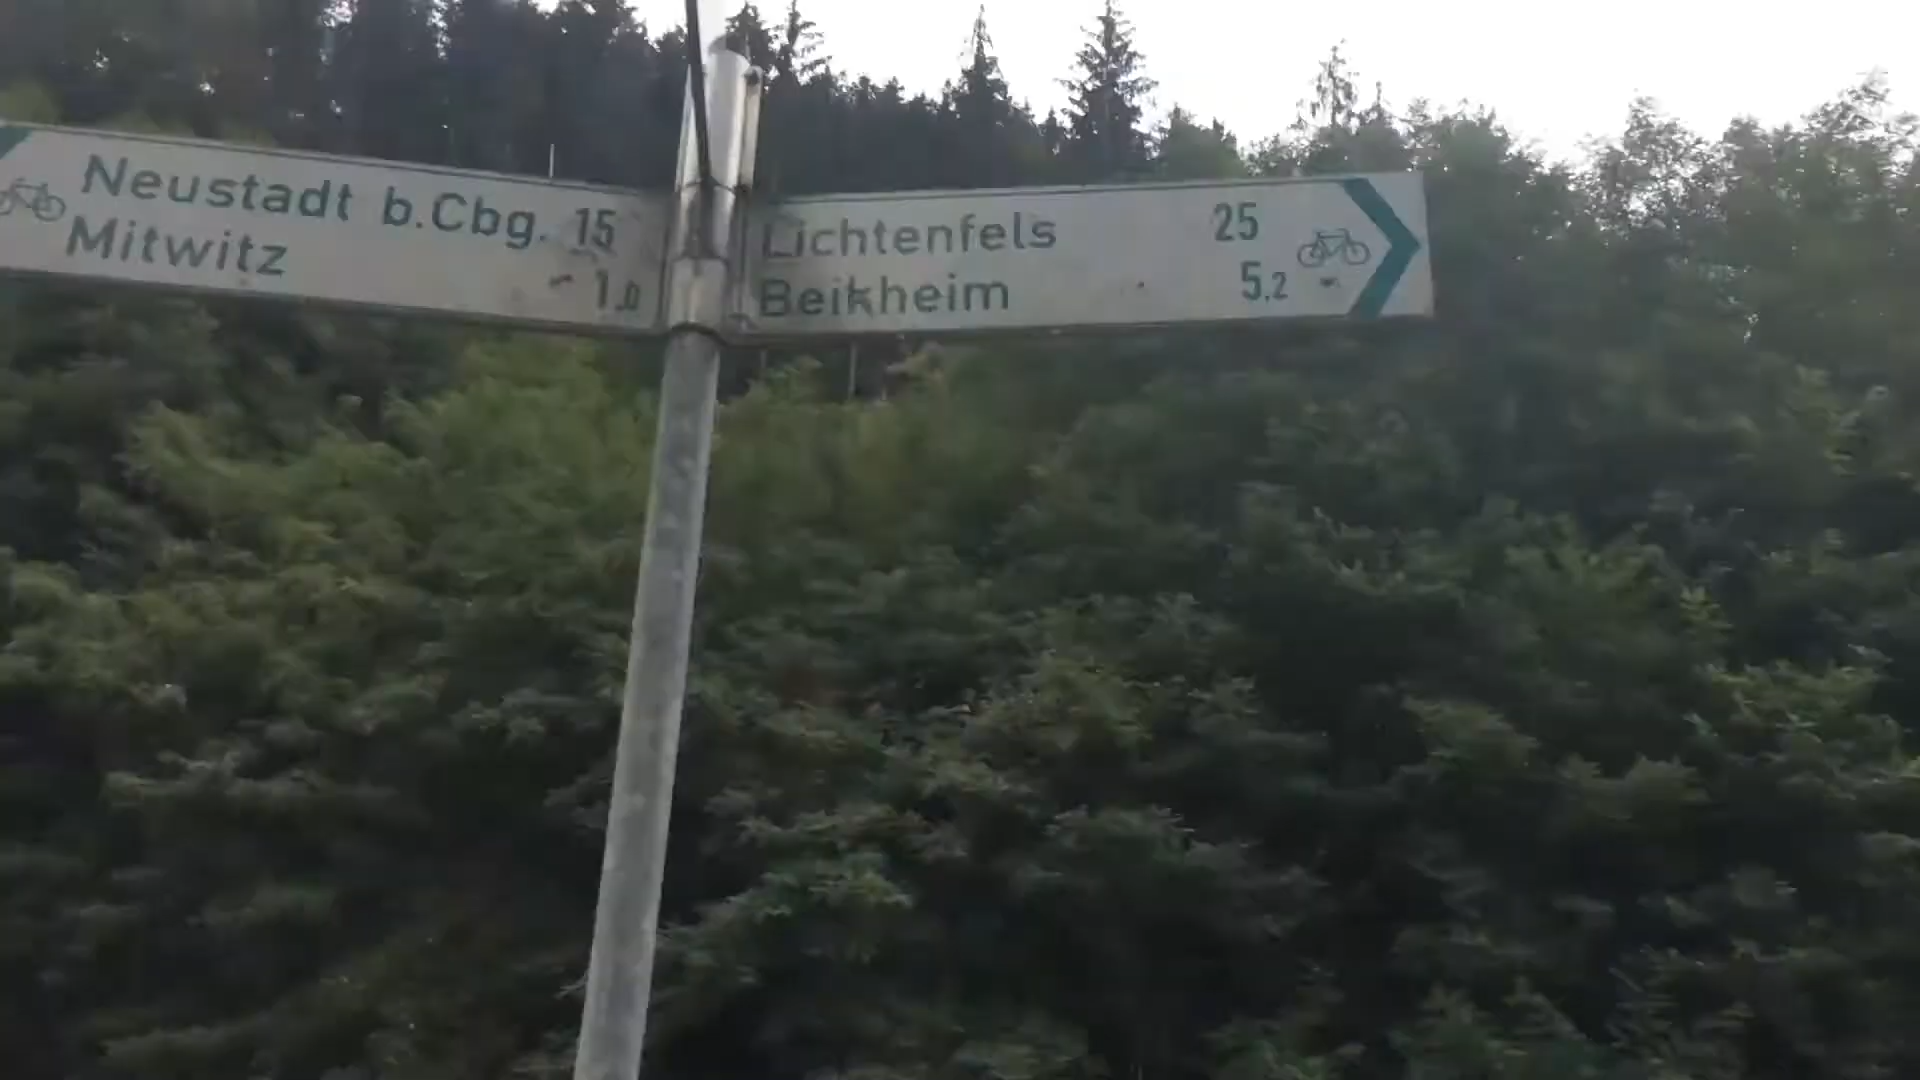 Neustadt b.Cbg. 15
Mitwitz 1,0
Lichtenfels 25
Beikheim 5,2